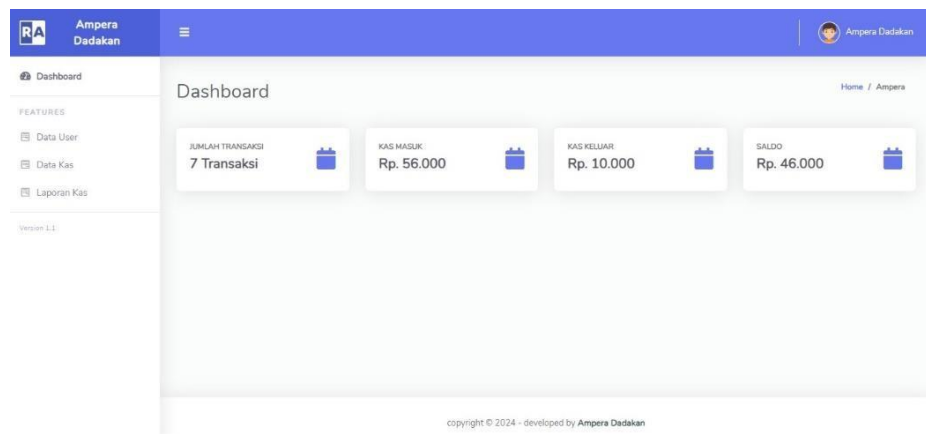 RA
Ampera
Dadakan
Ampera Dadakan
Dashboard
FEATURES
Data User
Data Kas
Laporan Kas
Version 1.1
Dashboard
Home / Ampera
JUMLAH TRANSAKSI
7 Transaksi
KAS MASUK
Rp. 56.000
KAS KELUAR
Rp. 10.000
SALDO
Rp. 46.000
copyright © 2024 - developed by Ampera Dadakan